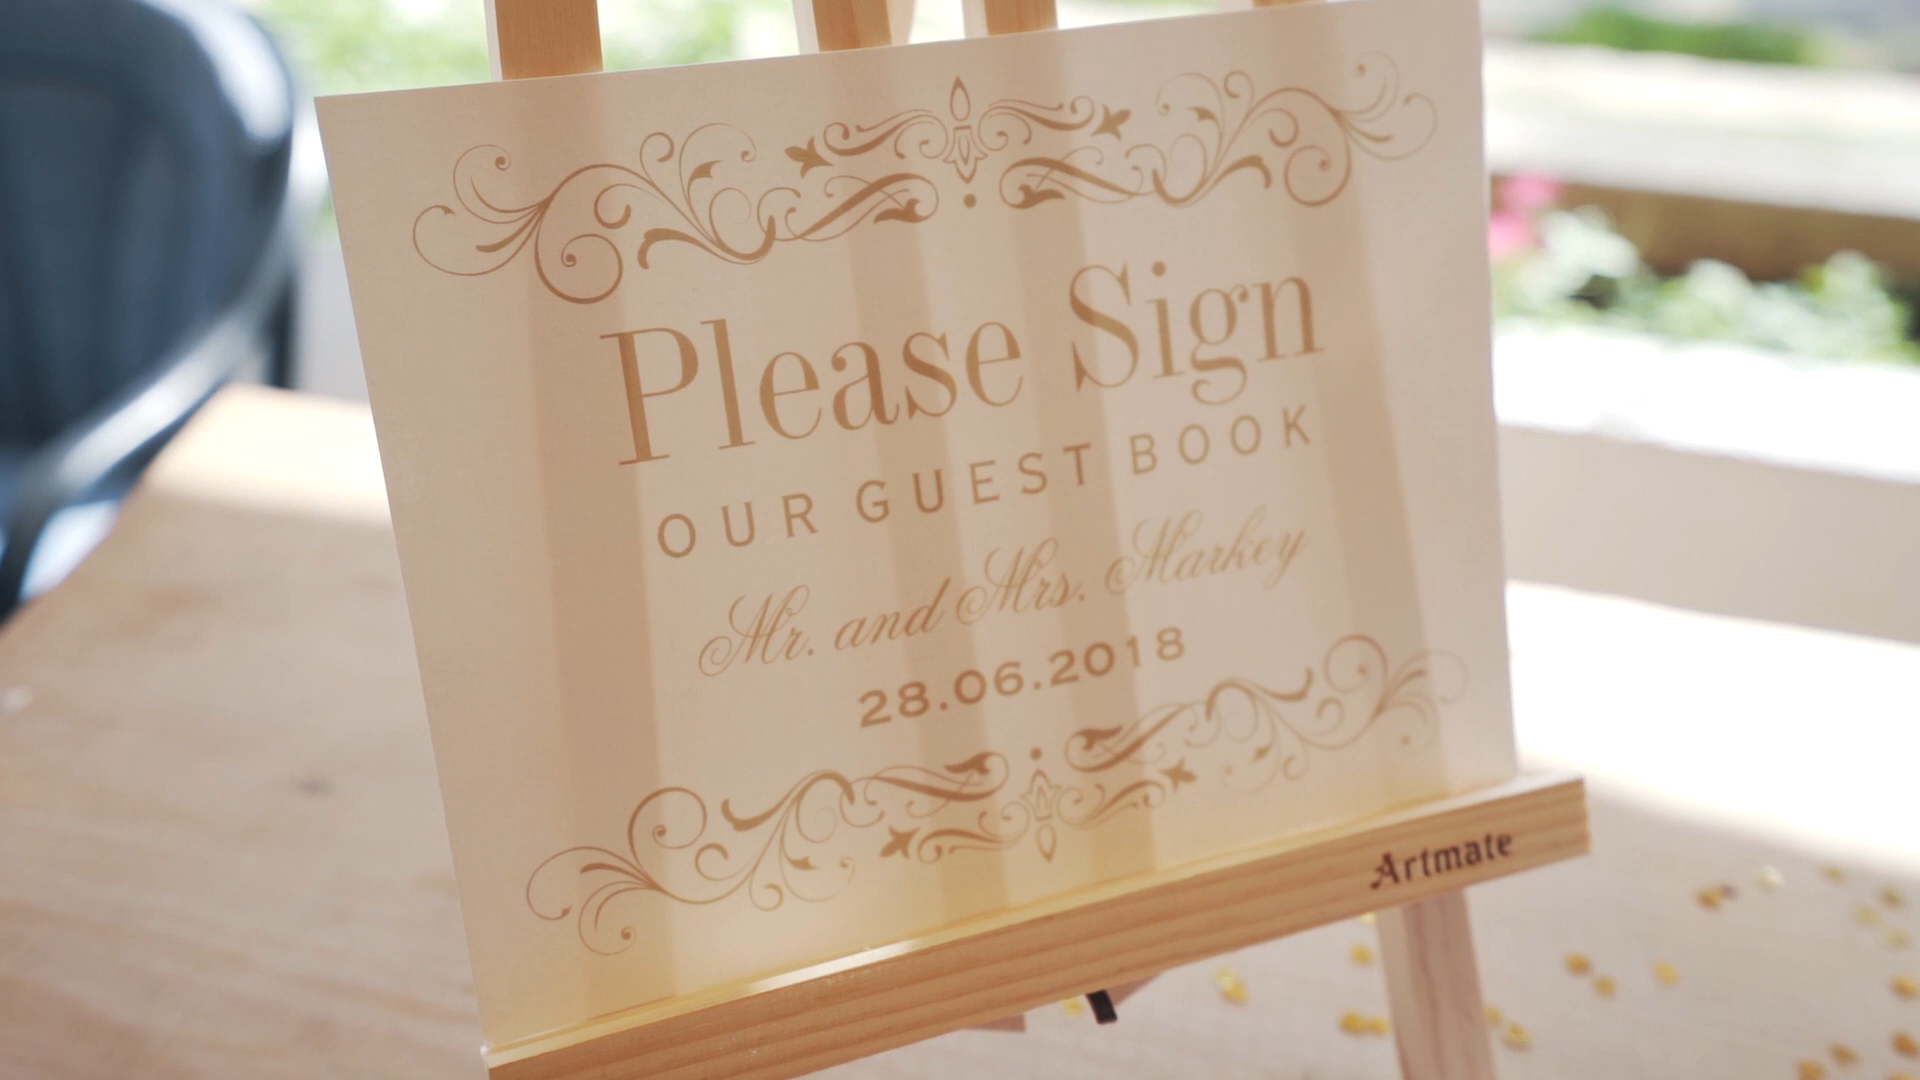 Please Sign
OUR GUEST BOOK
Mr. and Mrs. Markey
28.06.2018
Artmate